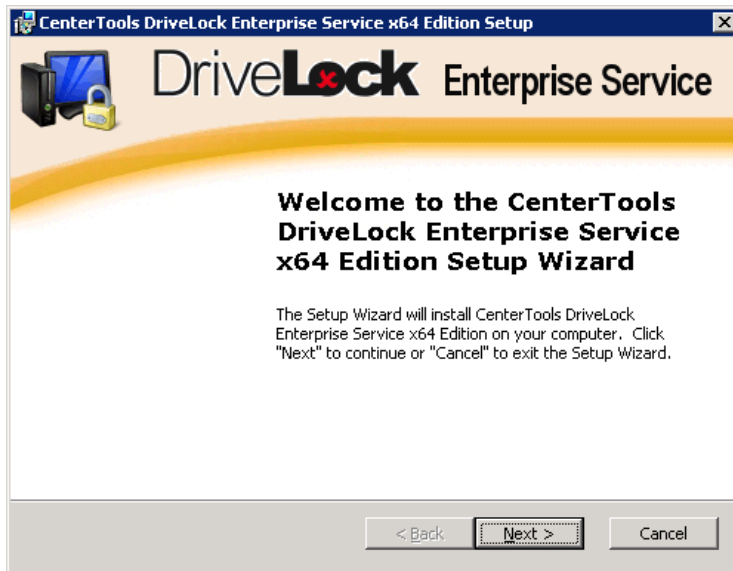 CenterTools DriveLock Enterprise Service x64 Edition Setup
DriveLock Enterprise Service
Welcome to the CenterTools
DriveLock Enterprise Service
x64 Edition Setup Wizard
The Setup Wizard will install CenterTools DriveLock
Enterprise Service x64 Edition on your computer. Click
"Next" to continue or "Cancel" to exit the Setup Wizard.
< Back Next > Cancel